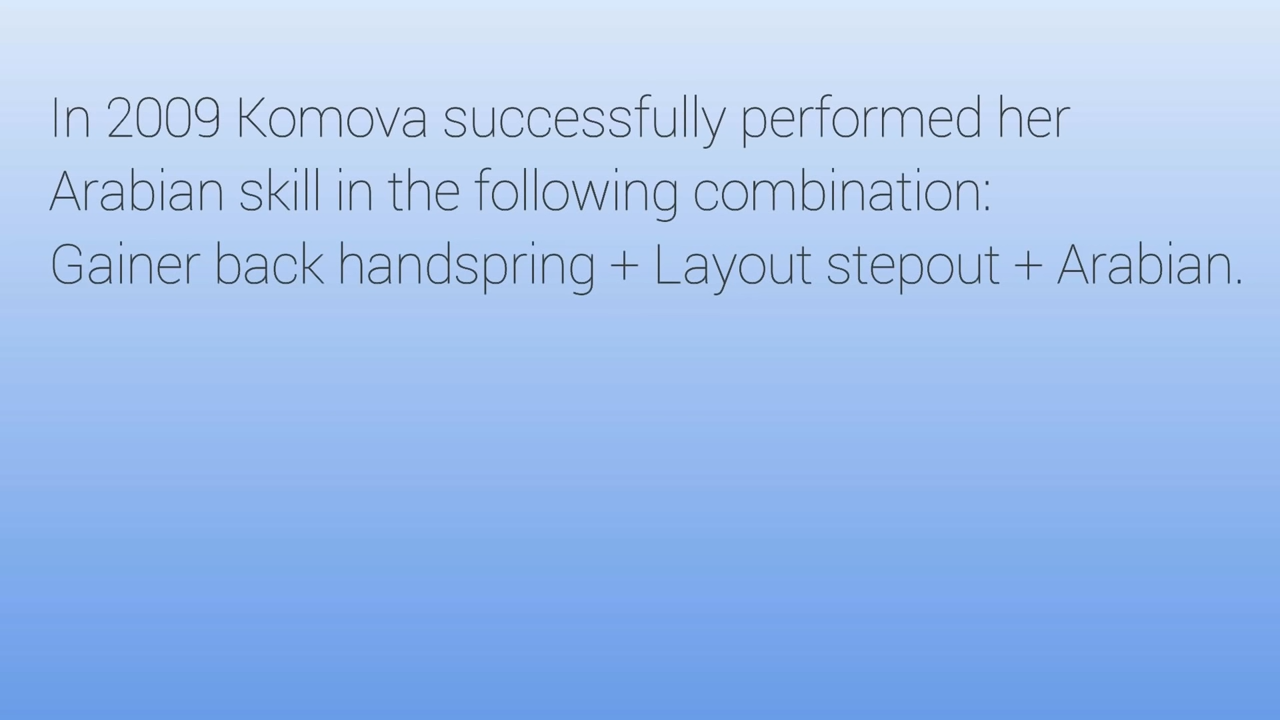 In 2009 Komova successfully performed her
Arabian skill in the following combination:
Gainer back handspring + Layout stepout + Arabian.